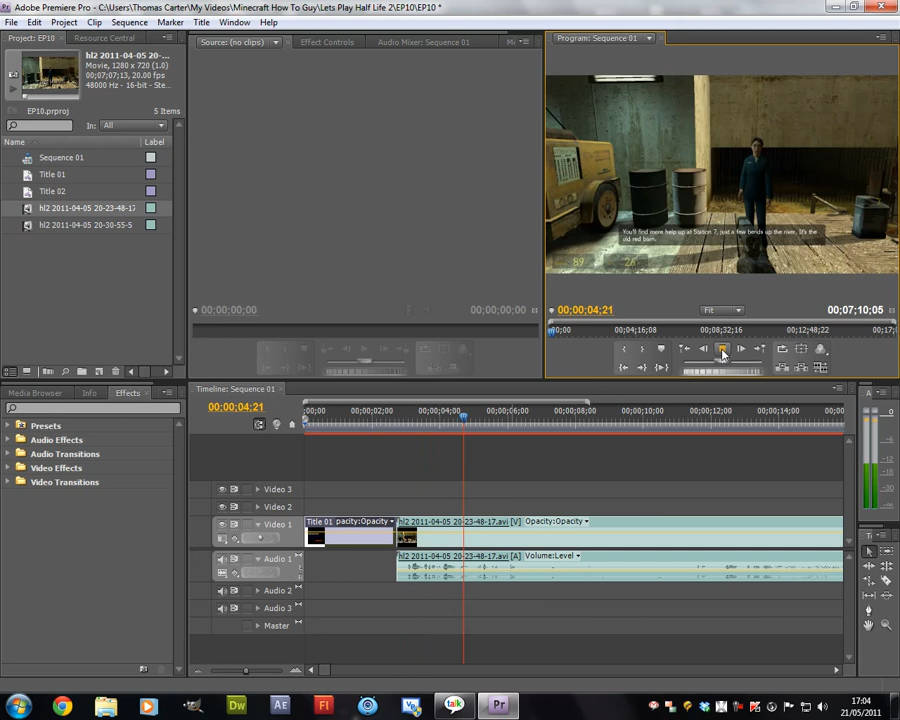 Adobe Premiere Pro - C:\Users\Thomas Carter\My Videos\Minecraft How To Guy\Lets Play Half Life 2\EP10\EP10 *
File Edit Project Clip Sequence Marker Title Window Help
Project: EP10
Resource Central
hl2 2011-04-05 20-...
Movie, 1280 x 720 (1.0)
00;07;07;13, 20.00 fps
48000 Hz - 16-bit - Ste...
EP10.prproj
5 Items
In: All
Name
Label
Sequence 01
Title 01
Title 02
hl2 2011-04-05 20-23-48-17
hl2 2011-04-05 20-30-55-5
Source: (no clips)
Effect Controls
Audio Mixer: Sequence 01
00;00;00;00
00;00;00;00
Program: Sequence 01
You'll find more help up at Station 7, just a few bends up the river, It's the
old red barn.
89
26
00;00;04;21
Fit
00;07;10;05
;00;00
00;04;16;08
00;08;32;16
00;12;48;22
00;17;
Media Browser
Info
Effects
Presets
Audio Effects
Audio Transitions
Video Effects
Video Transitions
Timeline: Sequence 01
00;00;04;21
;00;00
00;00;02;00
00;00;04;00
00;00;06;00
00;00;08;00
00;00;10;00
00;00;12;00
00;00;14;00
00;00
Video 3
Video 2
Video 1
Title 01 pacity:Opacity
hl2 2011-04-05 20-23-48-17.avi [V] Opacity:Opacity
Audio 1
hl2 2011-04-05 20-23-48-17.avi [A] Volume:Level
Audio 2
Audio 3
Master
A
0
-6
-12
-18
-30
T
Dw
Ae
Fl
talk
Pr
17:04
21/05/2011